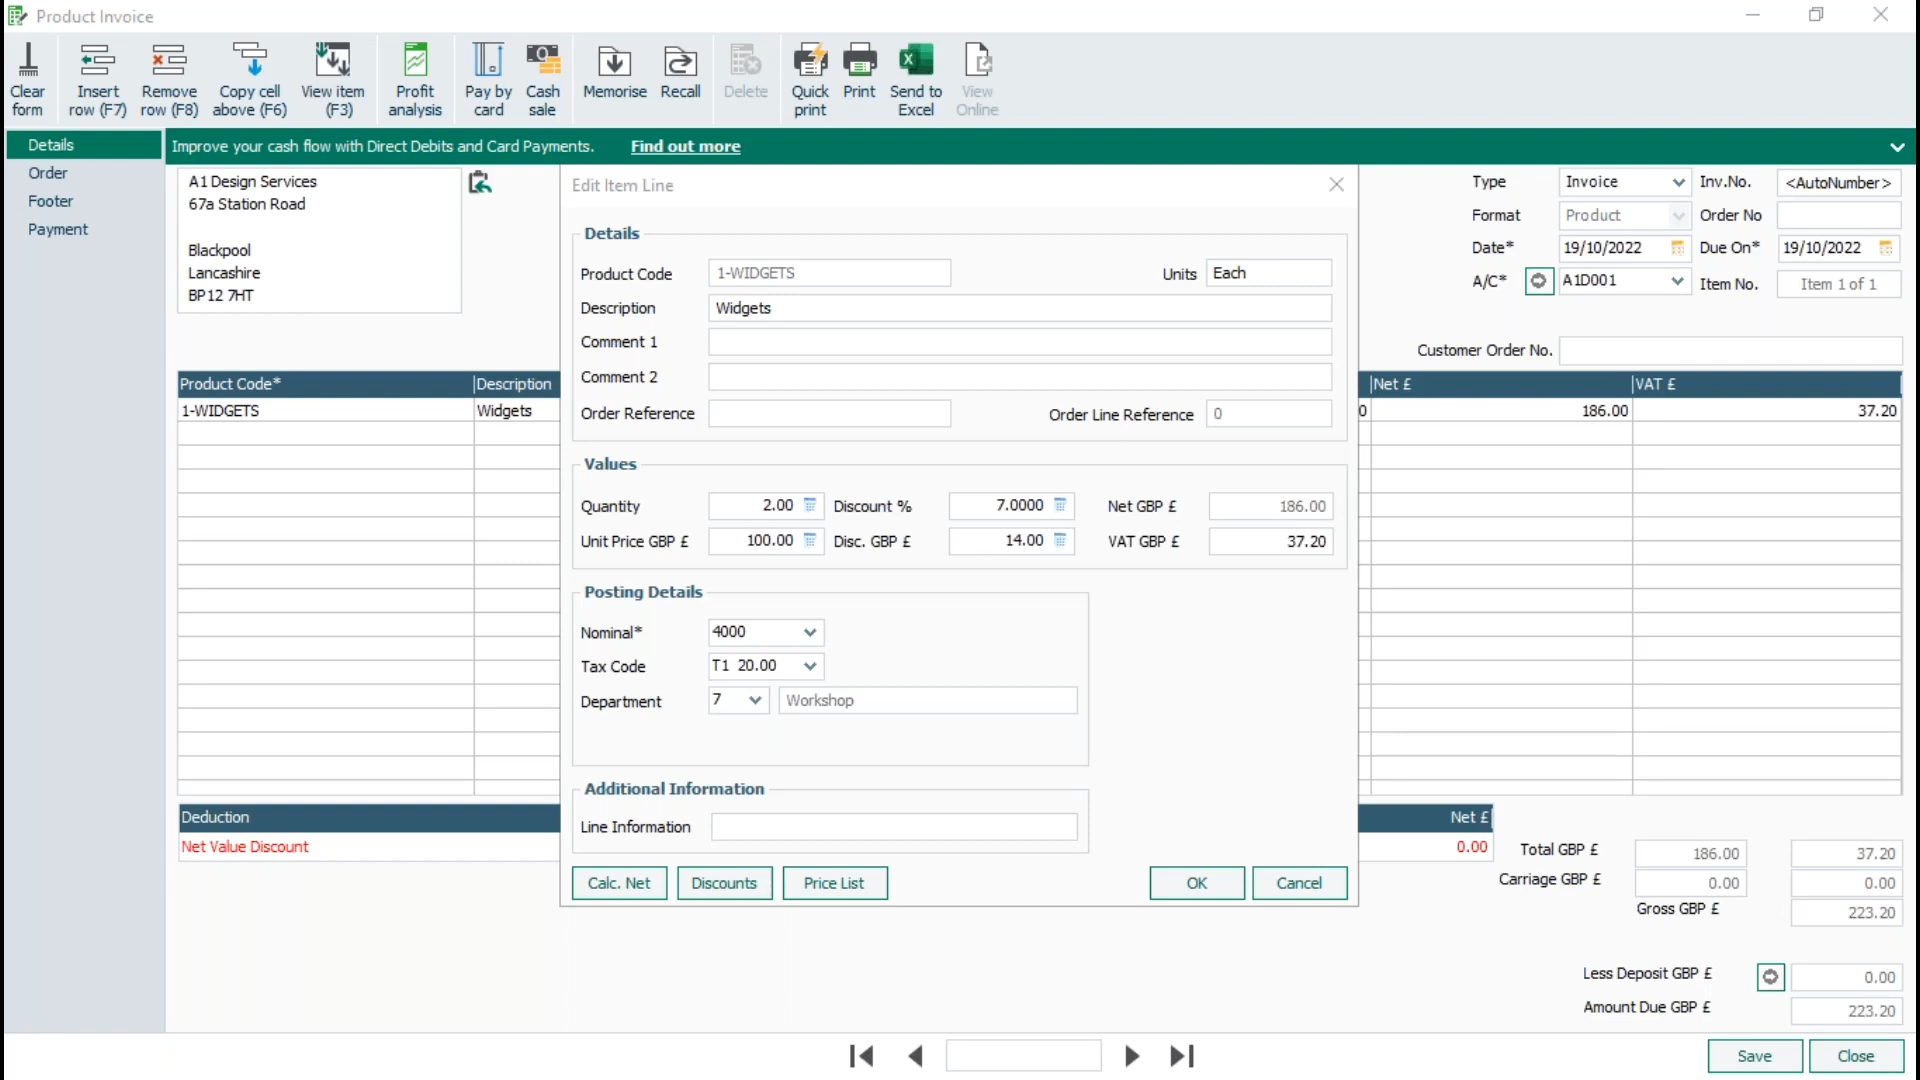 Product Invoice
Clear form
Insert row (F7)
Remove row (F8)
Copy cell above (F6)
View item (F3)
Profit analysis
Pay by card
Cash sale
Memorise
Recall
Delete
Quick print
Print
Send to Excel
View Online
Details
Order
Footer
Payment
Improve your cash flow with Direct Debits and Card Payments. Find out more
A1 Design Services
67a Station Road
Blackpool
Lancashire
BP12 7HT
Type Invoice Inv.No. <AutoNumber>
Format Product Order No
Date* 19/10/2022 Due On* 19/10/2022
A/C* A1D001 Item No. Item 1 of 1
Customer Order No.
Product Code* Description Net £ VAT £
1-WIDGETS Widgets 0 186.00 37.20
Edit Item Line
Details
Product Code 1-WIDGETS Units Each
Description Widgets
Comment 1
Comment 2
Order Reference Order Line Reference 0
Values
Quantity 2.00 Discount % 7.0000 Net GBP £ 186.00
Unit Price GBP £ 100.00 Disc. GBP £ 14.00 VAT GBP £ 37.20
Posting Details
Nominal* 4000
Tax Code T1 20.00
Department 7 Workshop
Additional Information
Line Information
Calc. Net Discounts Price List OK Cancel
Deduction Net £
Net Value Discount 0.00
Total GBP £ 186.00 37.20
Carriage GBP £ 0.00 0.00
Gross GBP £ 223.20
Less Deposit GBP £ 0.00
Amount Due GBP £ 223.20
Save Close